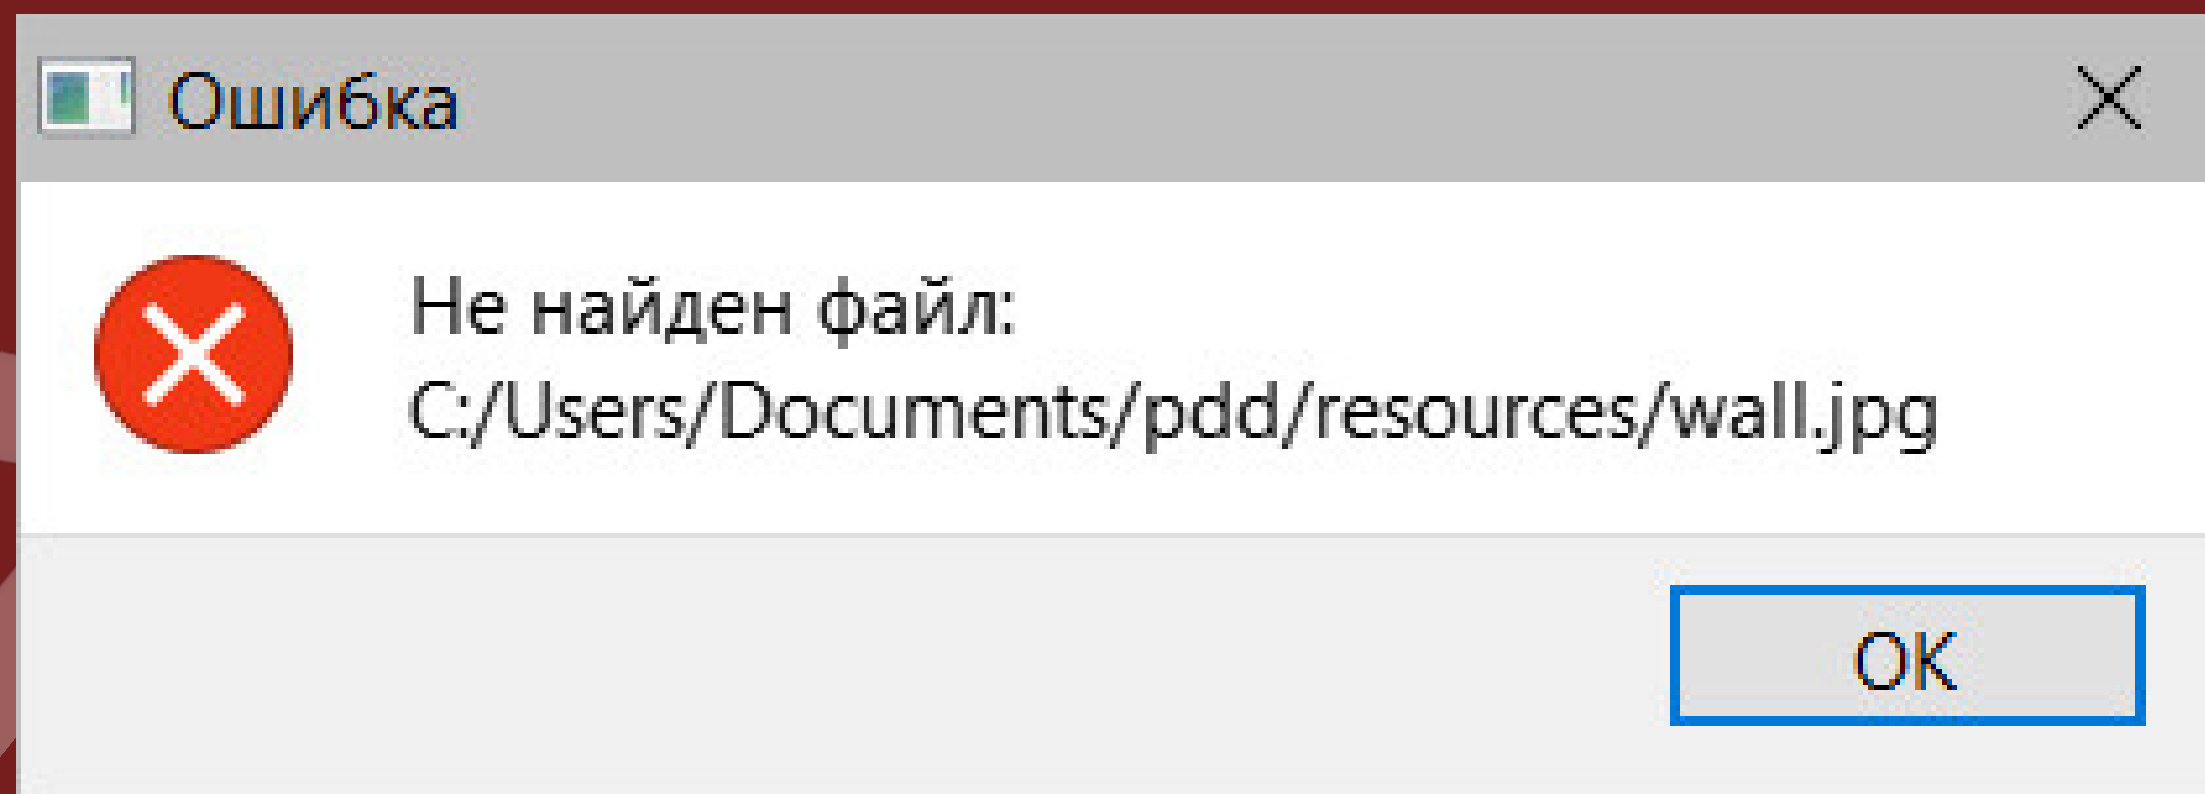 Ошибка
Не найден файл:
C:/Users/Documents/pdd/resources/wall.jpg
OK